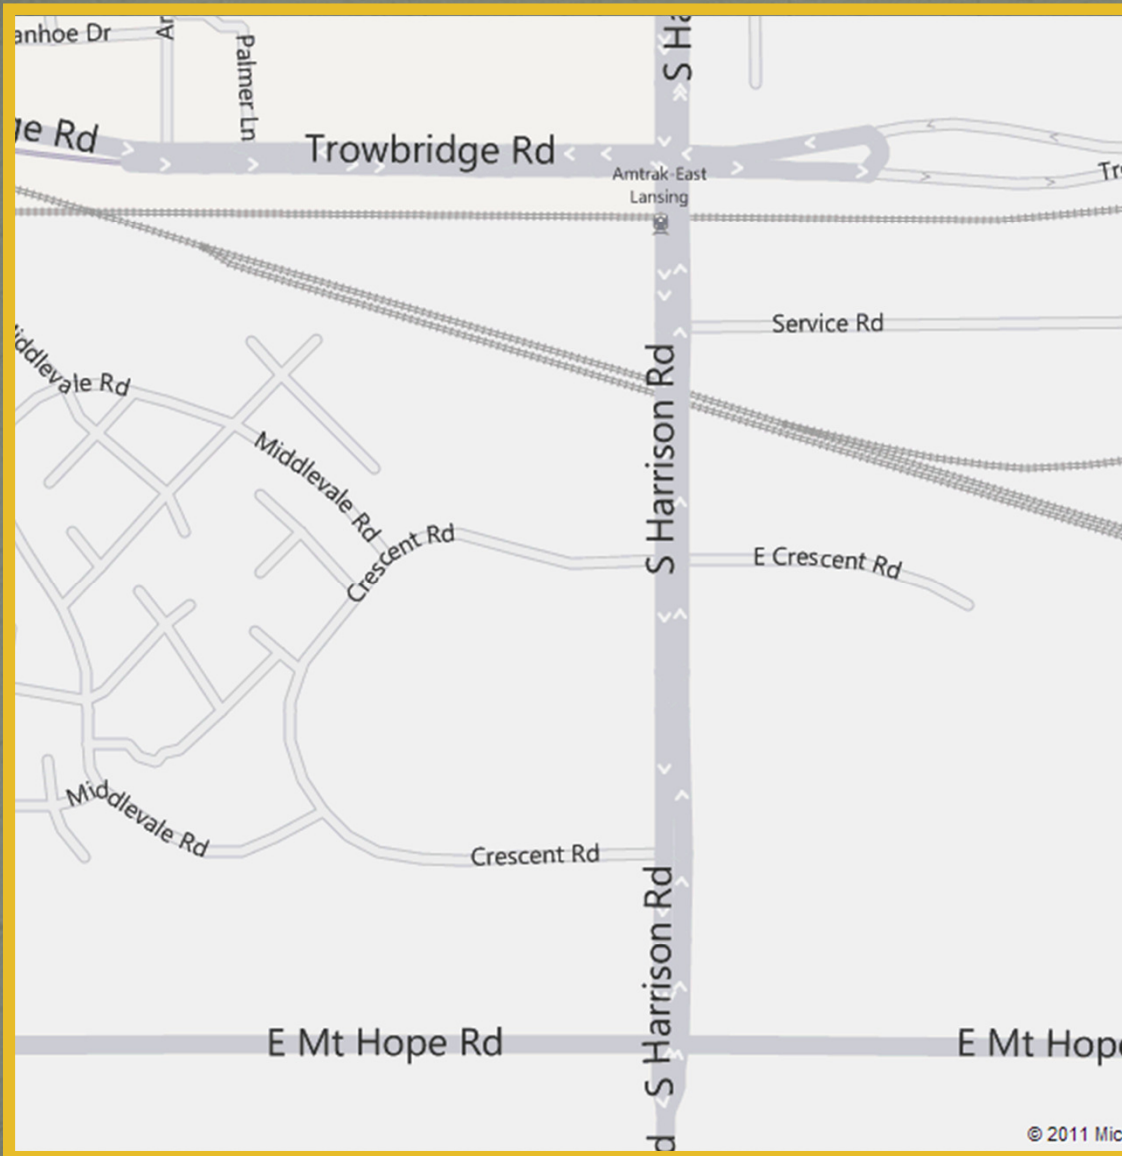 anhoe Dr
Palmer Ln
S Ha
ge Rd
Trowbridge Rd
Amtrak-East
Lansing
Tr
Service Rd
Middlevale Rd
S Harrison Rd
Middlevale Rd
Crescent Rd
E Crescent Rd
Middlevale Rd
Crescent Rd
S Harrison Rd
E Mt Hope Rd
E Mt Hope
d
© 2011 Mic